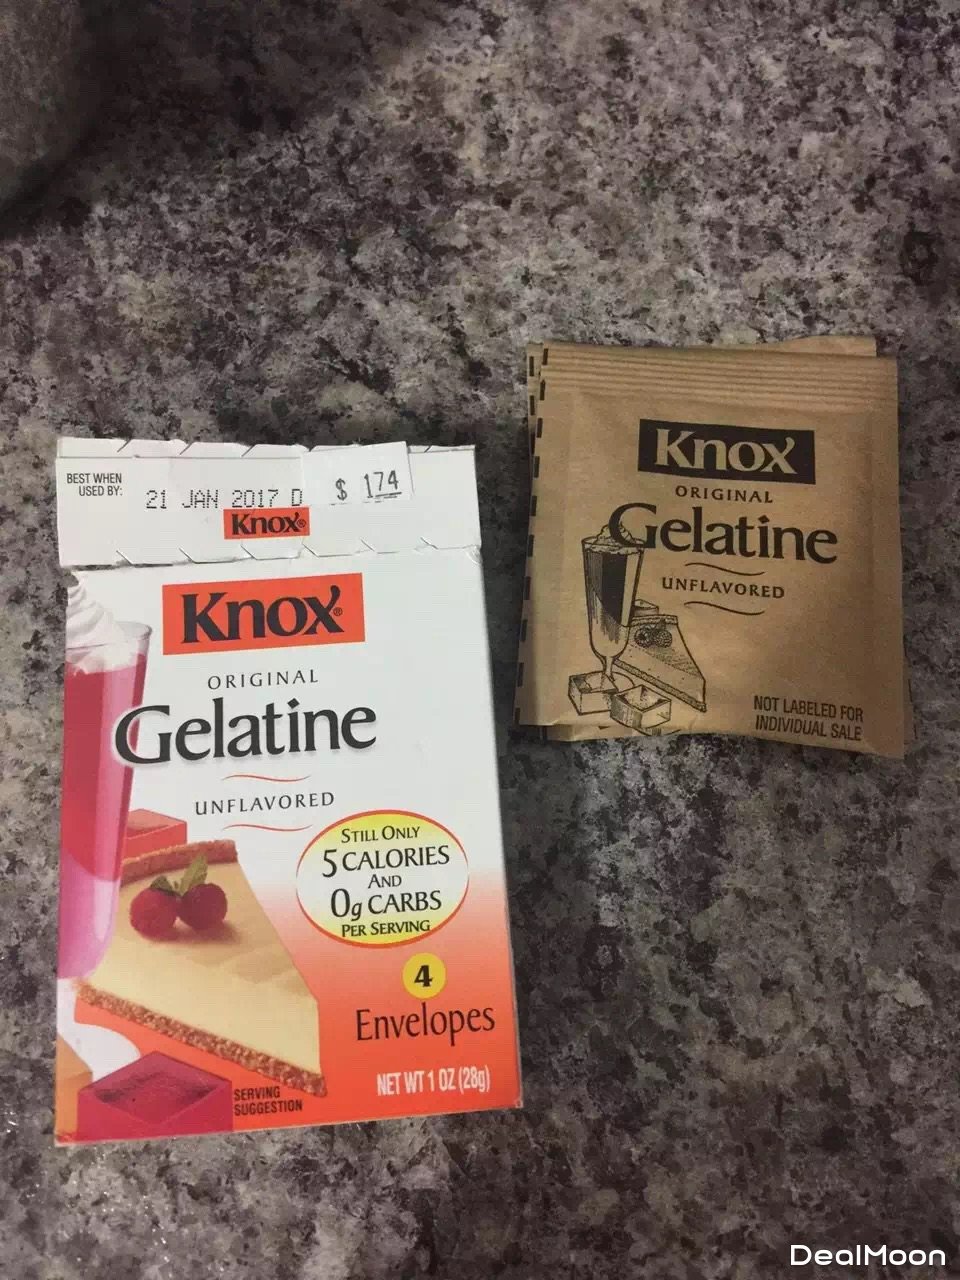 BEST WHEN
USED BY:
21 JAN 2017 D
$ 1.74
Knox®
Knox®
ORIGINAL
Gelatine
UNFLAVORED
STILL ONLY
5 CALORIES
AND
0g CARBS
PER SERVING
4
Envelopes
NET WT 1 OZ (28g)
SERVING
SUGGESTION
Knox
ORIGINAL
Gelatine
UNFLAVORED
NOT LABELED FOR
INDIVIDUAL SALE
DealMoon